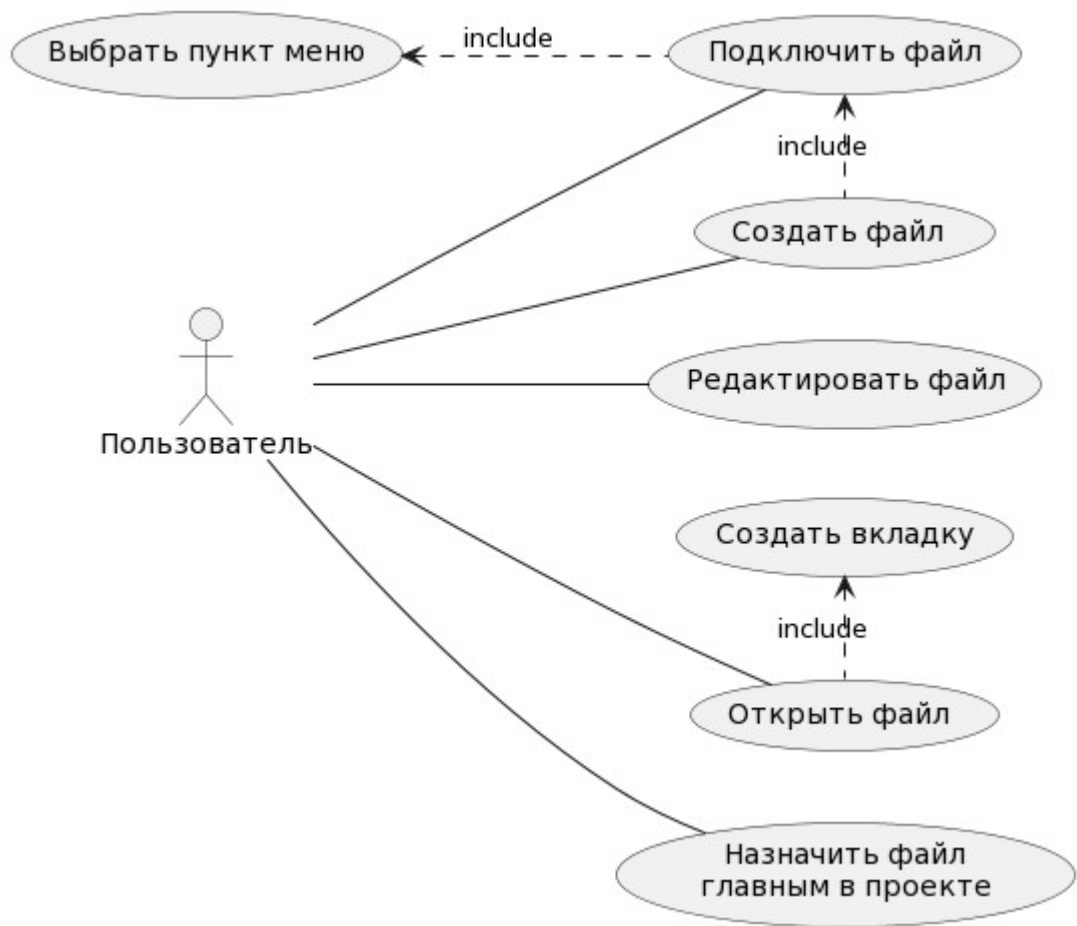 Выбрать пункт меню
include
Подключить файл
include
Создать файл
Редактировать файл
Пользователь
Создать вкладку
include
Открыть файл
Назначить файл
главным в проекте